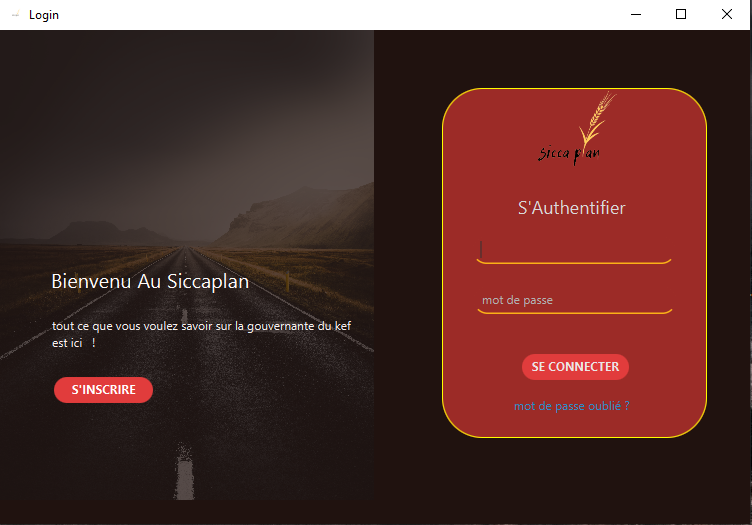 Login
Bienvenu Au Siccaplan
tout ce que vous voulez savoir sur la gouvernante du kef
est ici !
S'INSCRIRE
sicca plan
S'Authentifier
mot de passe
SE CONNECTER
mot de passe oublié ?